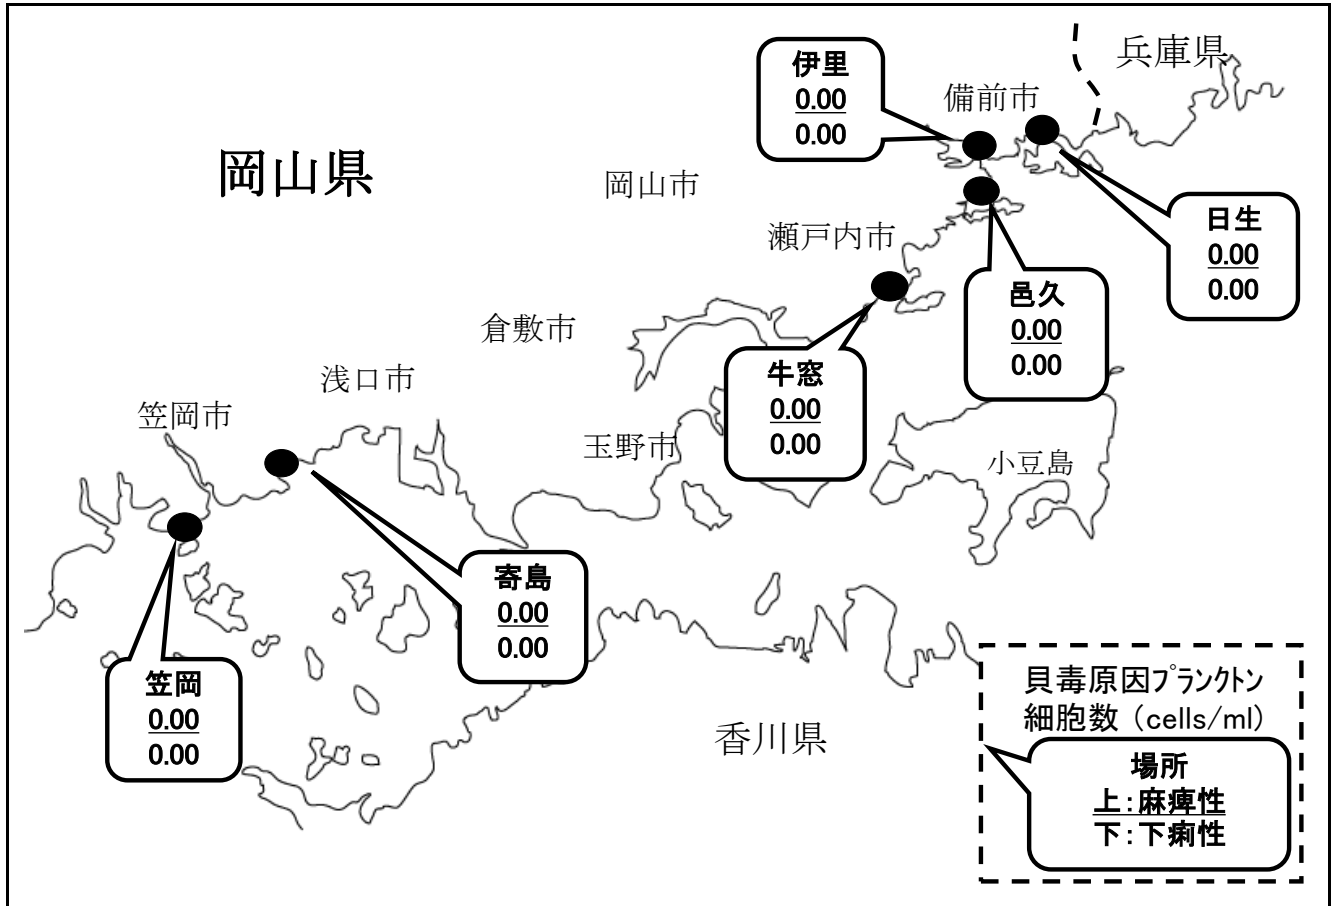 兵庫県
伊里
0.00
0.00
備前市
岡山県
岡山市
日生
0.00
0.00
瀬戸内市
邑久
0.00
0.00
倉敷市
牛窓
0.00
0.00
浅口市
笠岡市
玉野市
小豆島
寄島
0.00
0.00
笠岡
0.00
0.00
香川県
貝毒原因プランクトン
細胞数（cells/ml）
場所
上：麻痺性
下：下痢性